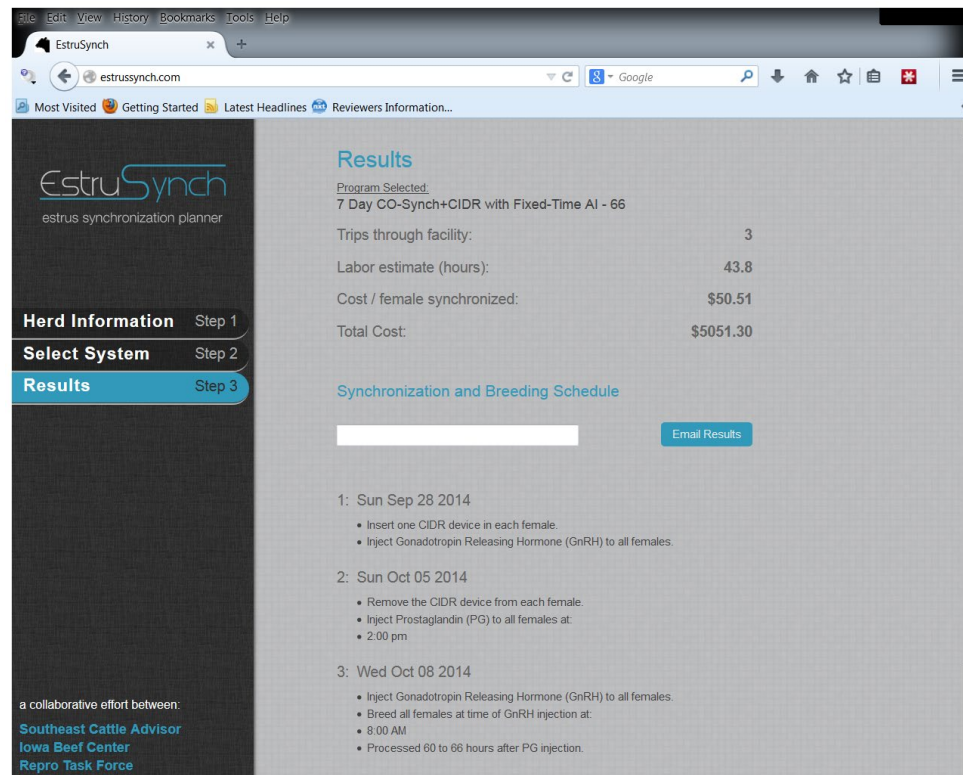 File Edit View History Bookmarks Tools Help
EstruSynch × +
estrussynch.com Google
Most Visited Getting Started Latest Headlines Reviewers Information...
EstruSynch
estrus synchronization planner
Herd Information Step 1
Select System Step 2
Results Step 3
a collaborative effort between:
Southeast Cattle Advisor
Iowa Beef Center
Repro Task Force
Results
Program Selected:
7 Day CO-Synch+CIDR with Fixed-Time AI - 66
Trips through facility: 3
Labor estimate (hours): 43.8
Cost / female synchronized: $50.51
Total Cost: $5051.30
Synchronization and Breeding Schedule
Email Results
1: Sun Sep 28 2014
• Insert one CIDR device in each female.
• Inject Gonadotropin Releasing Hormone (GnRH) to all females.
2: Sun Oct 05 2014
• Remove the CIDR device from each female.
• Inject Prostaglandin (PG) to all females at:
• 2:00 pm
3: Wed Oct 08 2014
• Inject Gonadotropin Releasing Hormone (GnRH) to all females.
• Breed all females at time of GnRH injection at:
• 8:00 AM
• Processed 60 to 66 hours after PG injection.